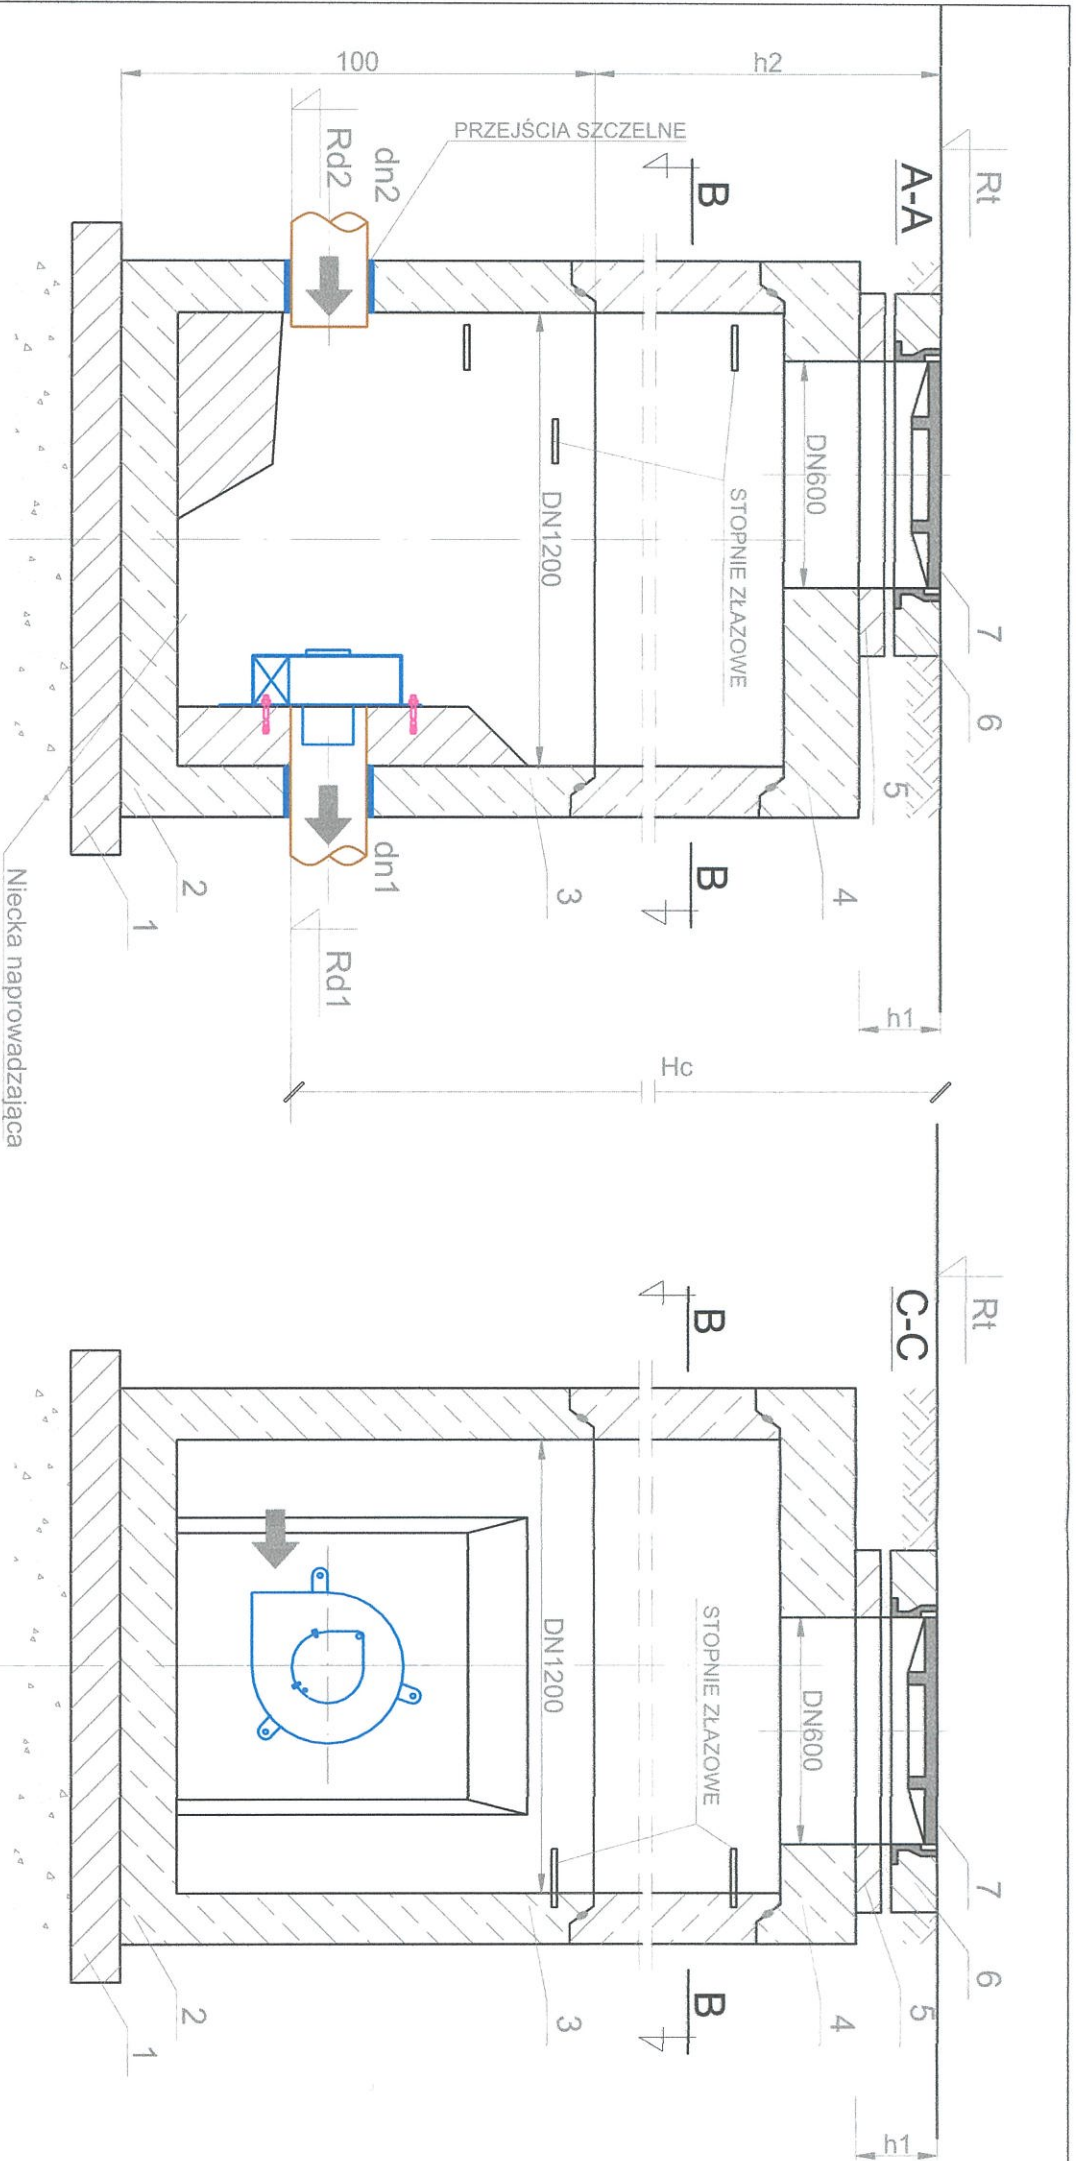 A-A
Rt
7
6
5
4
3
2
1
h1
h2
Hc
100
B
B
DN600
STOPNIE ZŁAZOWE
DN1200
PRZEJŚCIA SZCZELNE
dn2
Rd2
dn1
Rd1
Niecka naprowadzająca
C-C
Rt
7
6
5
4
3
2
1
h1
B
B
DN600
STOPNIE ZŁAZOWE
DN1200